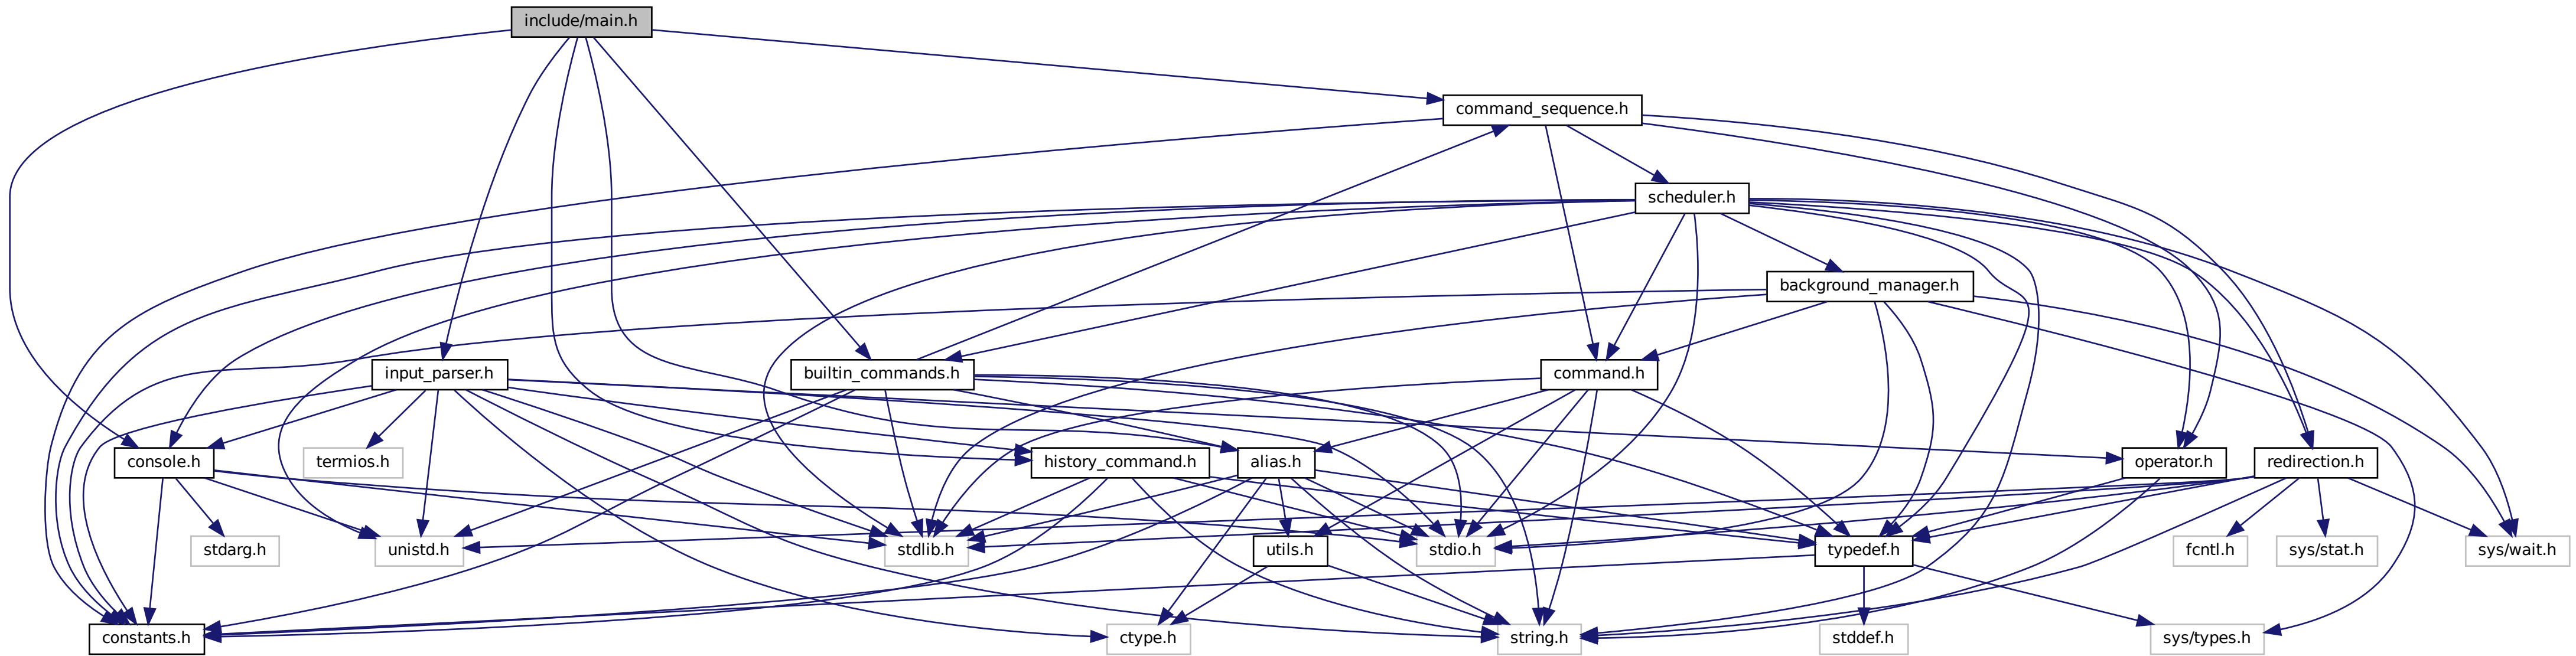 include/main.h
command_sequence.h
scheduler.h
background_manager.h
input_parser.h
builtin_commands.h
command.h
console.h
termios.h
history_command.h
alias.h
operator.h
redirection.h
stdarg.h
unistd.h
stdlib.h
utils.h
stdio.h
typedef.h
fcntl.h
sys/stat.h
sys/wait.h
constants.h
ctype.h
string.h
stddef.h
sys/types.h